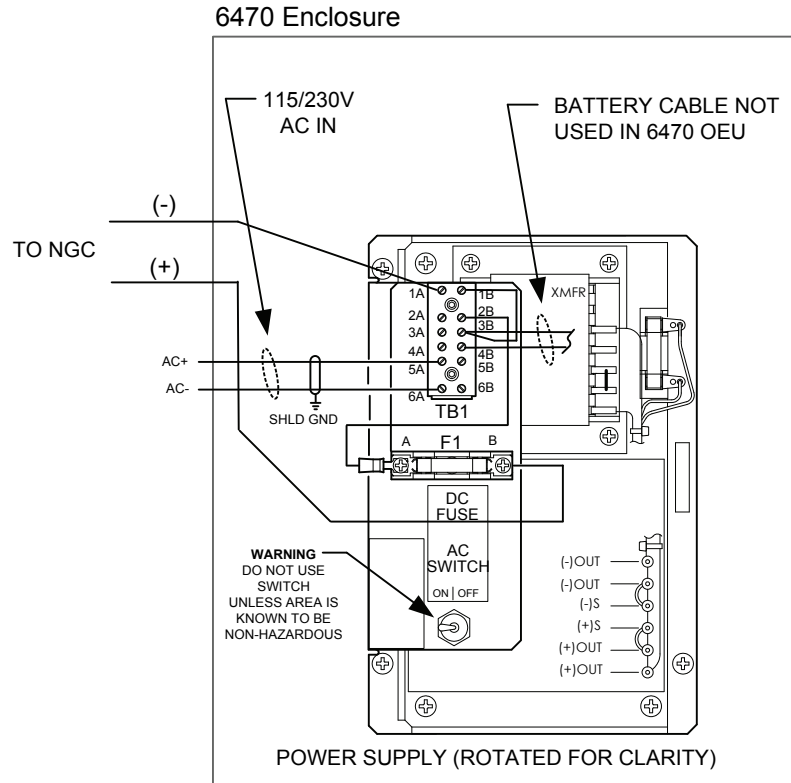 6470 Enclosure
115/230V
AC IN
BATTERY CABLE NOT
USED IN 6470 OEU
(-)
TO NGC
(+)
1A
1B
XMFR
2A
2B
3A
3B
4A
4B
AC+
5A
5B
AC-
6A
6B
SHLD GND
TB1
A
F1
B
DC
FUSE
AC
SWITCH
ON | OFF
WARNING
DO NOT USE
SWITCH
UNLESS AREA IS
KNOWN TO BE
NON-HAZARDOUS
(-)OUT
(-)OUT
(-)S
(+)S
(+)OUT
(+)OUT
POWER SUPPLY (ROTATED FOR CLARITY)